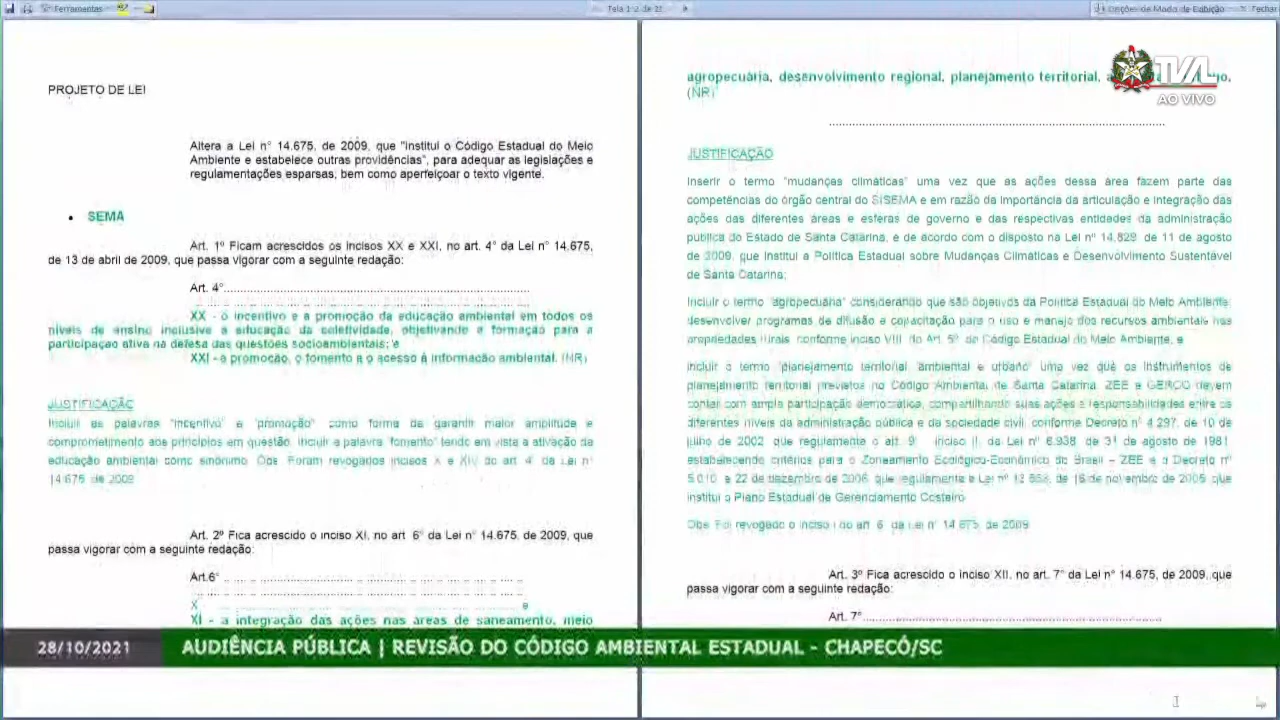 Ferramentas
Tela 1-2 de 22
Opções de Modo de Exibição
Fechar
PROJETO DE LEI
Altera a Lei n° 14.675, de 2009, que "Institui o Código Estadual do Meio
Ambiente e estabelece outras providências", para adequar as legislações e
regulamentações esparsas, bem como aperfeiçoar o texto vigente.
• SEMA
Art. 1º Ficam acrescidos os incisos XX e XXI, no art. 4° da Lei n° 14.675,
de 13 de abril de 2009, que passa vigorar com a seguinte redação:
Art. 4°
XX - o incentivo e a promoção da educação ambiental em todos os
níveis de ensino inclusive a educação da coletividade, objetivando a formação para a
participação ativa na defesa das questões socioambientais; e
XXI - a promoção, o fomento e o acesso à informação ambiental. (NR)
JUSTIFICAÇÃO
Incluir as palavras "incentivo" e "promoção" como forma de garantir maior amplitude e
comprometimento aos princípios em questão. Incluir a palavra "fomento" tendo em vista a ativação da
educação ambiental como sinônimo. Obs. Foram revogados incisos X e XIV do art. 4° da Lei n°
14.675 de 2009
Art. 2º Fica acrescido o inciso XI, no art. 6° da Lei n° 14.675, de 2009, que
passa vigorar com a seguinte redação:
Art.6°
X e
XI - a integração das ações nas áreas de saneamento, meio
agropecuária, desenvolvimento regional, planejamento territorial,
(NR)
JUSTIFICAÇÃO
Inserir o termo "mudanças climáticas" uma vez que as ações dessa área fazem parte das
competências do órgão central do SISEMA e em razão da importância da articulação e integração das
ações das diferentes áreas e esferas de governo e das respectivas entidades da administração
pública do Estado de Santa Catarina, e de acordo com o disposto na Lei n° 14.829, de 11 de agosto
de 2009, que Institui a Política Estadual sobre Mudanças Climáticas e Desenvolvimento Sustentável
de Santa Catarina;
Incluir o termo "agropecuária" considerando que são objetivos da Política Estadual do Meio Ambiente:
desenvolver programas de difusão e capacitação para o uso e manejo dos recursos ambientais nas
propriedades rurais, conforme inciso VIII, do Art. 5° do Código Estadual do Meio Ambiente, e
Incluir o termo "planejamento territorial ambiental e urbano" uma vez que os instrumentos de
planejamento territorial previstos no Código Ambiental de Santa Catarina, ZEE e GERCO devem
contar com ampla participação democrática, compartilhando suas ações e responsabilidades entre os
diferentes níveis da administração pública e da sociedade civil, conforme Decreto n° 4.297, de 10 de
julho de 2002, que regulamenta o art. 9° inciso II, da Lei n° 6.938, de 31 de agosto de 1981,
estabelecendo critérios para o Zoneamento Ecológico-Econômico do Brasil – ZEE e o Decreto n°
5.010, e 22 de dezembro de 2006, que regulamenta a Lei n° 13.553, de 16 de novembro de 2005, que
institui o Plano Estadual de Gerenciamento Costeiro
Obs. Foi revogado o inciso I no art. 6° da Lei n° 14.675, de 2009
Art. 3º Fica acrescido o inciso XII, no art. 7° da Lei n° 14.675, de 2009, que
passa vigorar com a seguinte redação:
Art. 7°
TVAL
AO VIVO
28/10/2021
AUDIÊNCIA PÚBLICA | REVISÃO DO CÓDIGO AMBIENTAL ESTADUAL - CHAPECÓ/SC